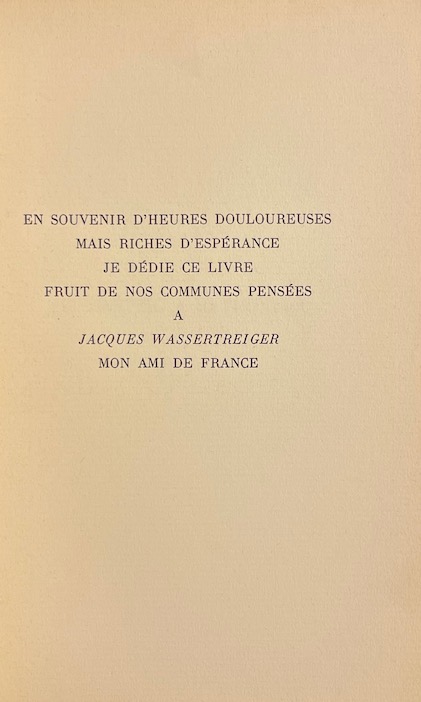 EN SOUVENIR D'HEURES DOULOUREUSES
MAIS RICHES D'ESPÉRANCE
JE DÉDIE CE LIVRE
FRUIT DE NOS COMMUNES PENSÉES
A
JACQUES WASSERTREIGER
MON AMI DE FRANCE